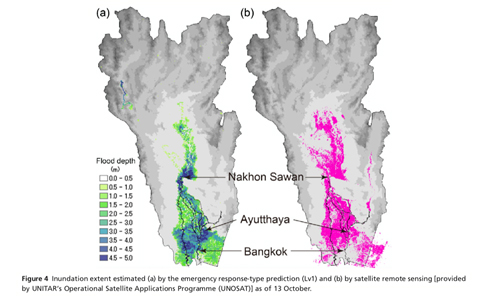 (a)
(b)
Flood depth
(m)
0.0 - 0.5
0.5 - 1.0
1.0 - 1.5
1.5 - 2.0
2.0 - 2.5
2.5 - 3.0
3.0 - 3.5
3.5 - 4.0
4.0 - 4.5
4.5 - 5.0
Nakhon Sawan
Ayutthaya
Bangkok
Figure 4 Inundation extent estimated (a) by the emergency response-type prediction (Lv1) and (b) by satellite remote sensing [provided
by UNITAR's Operational Satellite Applications Programme (UNOSAT)] as of 13 October.